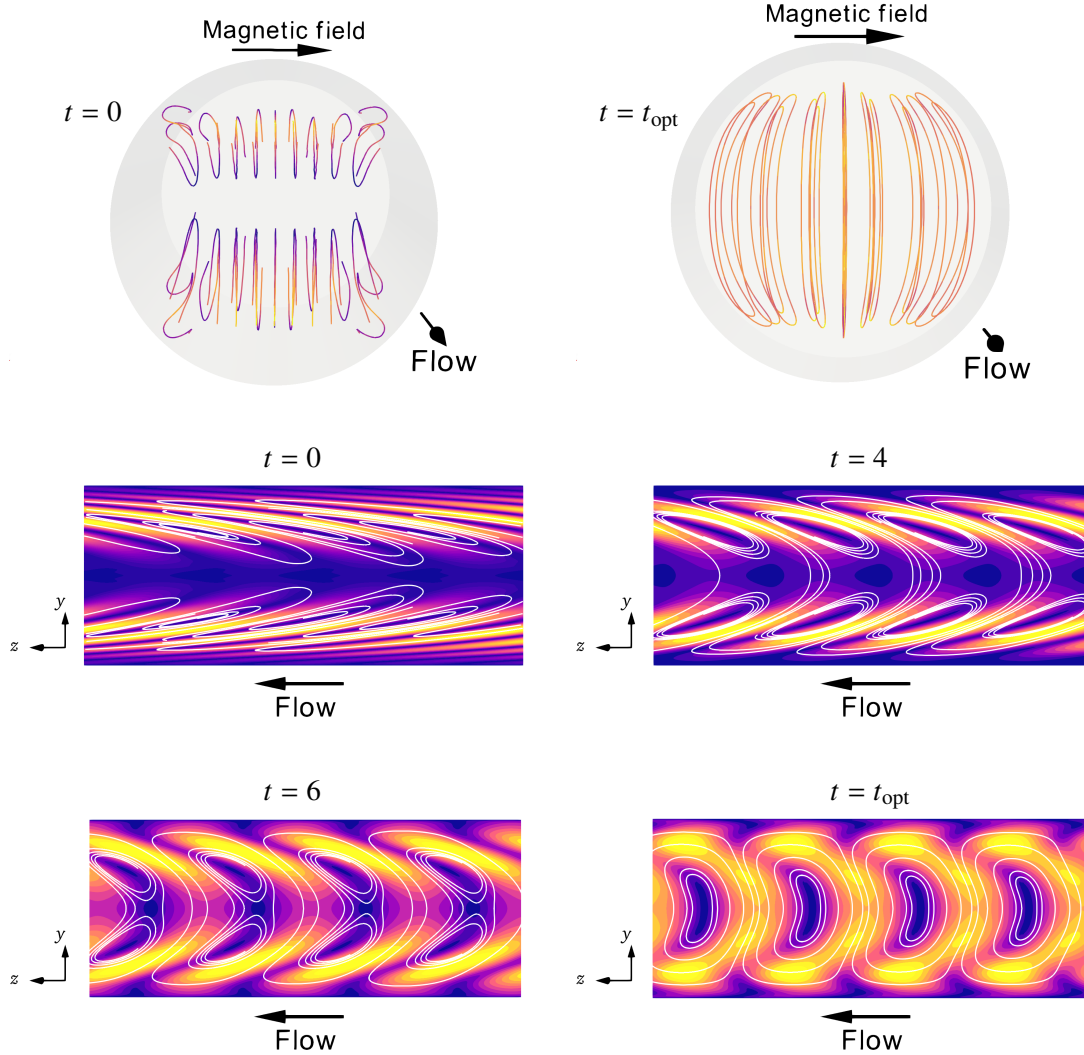 Magnetic field
t = 0
Flow
Magnetic field
t = t_opt
Flow
t = 0
y
z
Flow
t = 4
y
z
Flow
t = 6
y
z
Flow
t = t_opt
y
z
Flow